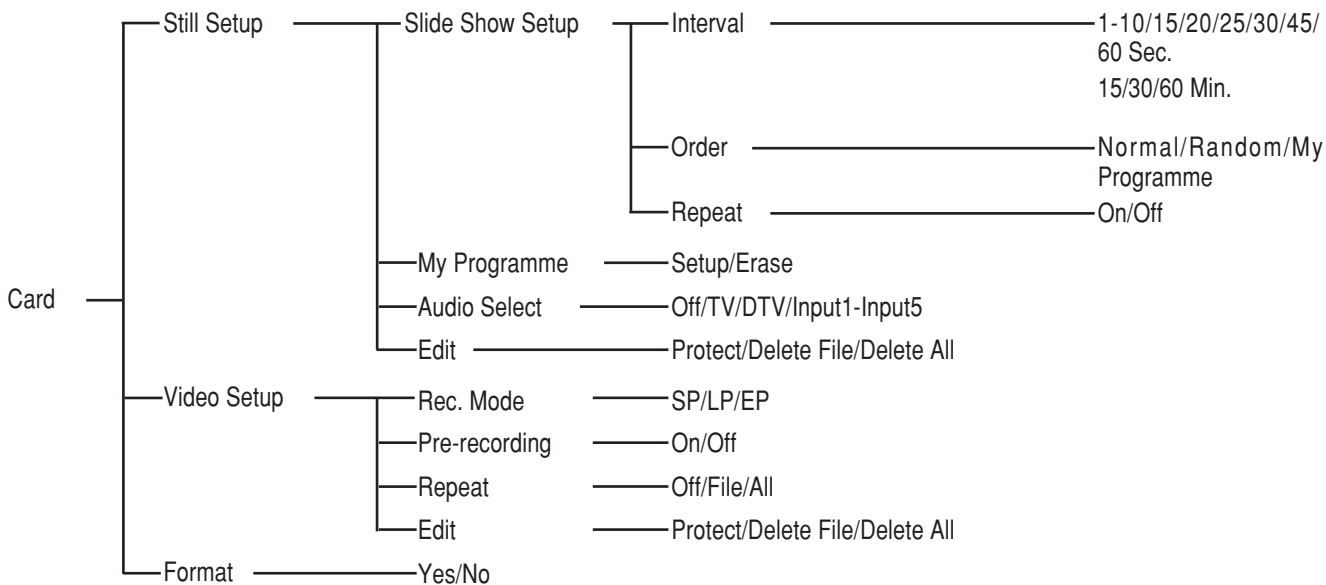 Still Setup Slide Show Setup Interval 1-10/15/20/25/30/45/
60 Sec.
15/30/60 Min.
Order Normal/Random/My
Programme
Repeat On/Off
My Programme Setup/Erase
Card
Audio Select Off/TV/DTV/Input1-Input5
Edit Protect/Delete File/Delete All
Video Setup Rec. Mode SP/LP/EP
Pre-recording On/Off
Repeat Off/File/All
Edit Protect/Delete File/Delete All
Format Yes/No